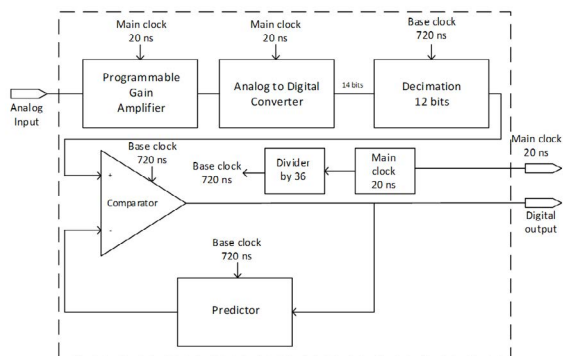 Main clock
20 ns
Main clock
20 ns
Base clock
720 ns
Programmable
Gain
Amplifier
Analog to Digital
Converter
14 bits
Decimation
12 bits
Analog
Input
Main clock
20 ns
Base clock
720 ns
+
Comparator
-
Base clock
720 ns
Divider
by 36
Main
clock
20 ns
Digital
output
Base clock
720 ns
Predictor